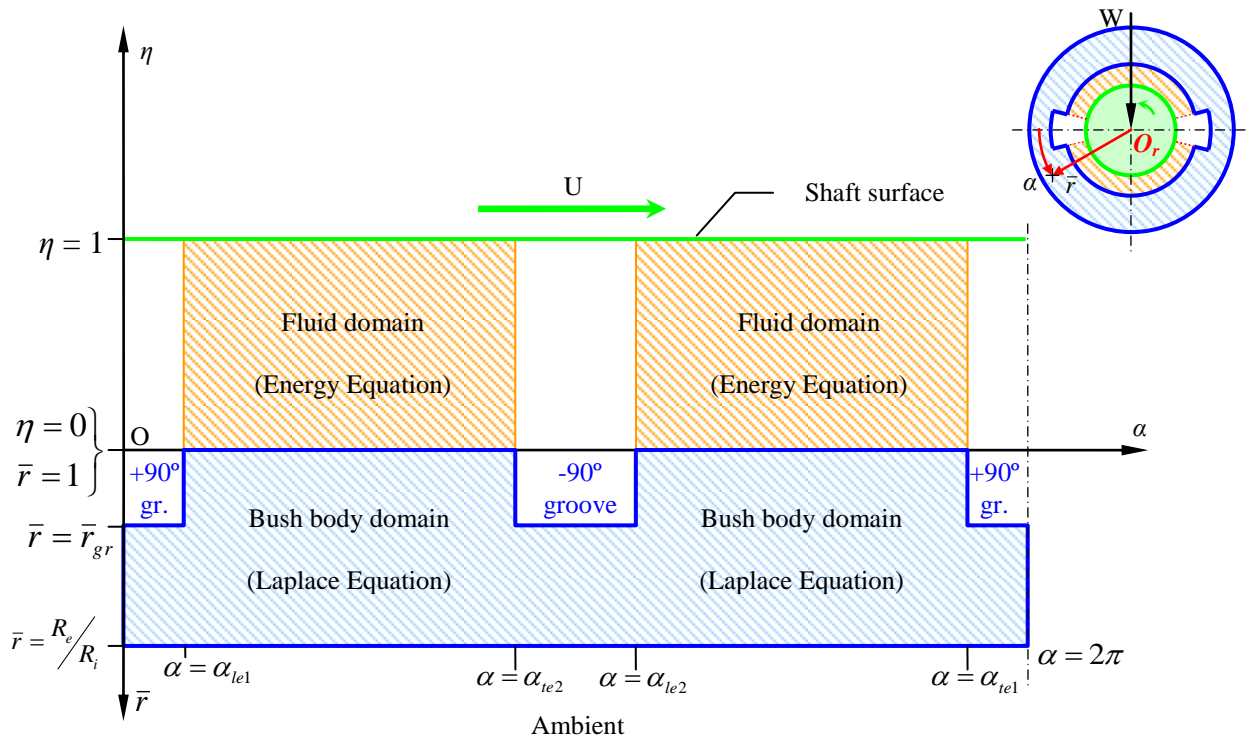 η
W
O_r
α
r̄
U
Shaft surface
η = 1
Fluid domain
(Energy Equation)
Fluid domain
(Energy Equation)
η = 0
r̄ = 1
O
α
+90º
gr.
-90º
groove
+90º
gr.
Bush body domain
(Laplace Equation)
Bush body domain
(Laplace Equation)
r̄ = r̄_gr
r̄ = R_e/R_i
α = α_le1
α = α_te2
α = α_le2
α = α_te1
α = 2π
r̄
Ambient